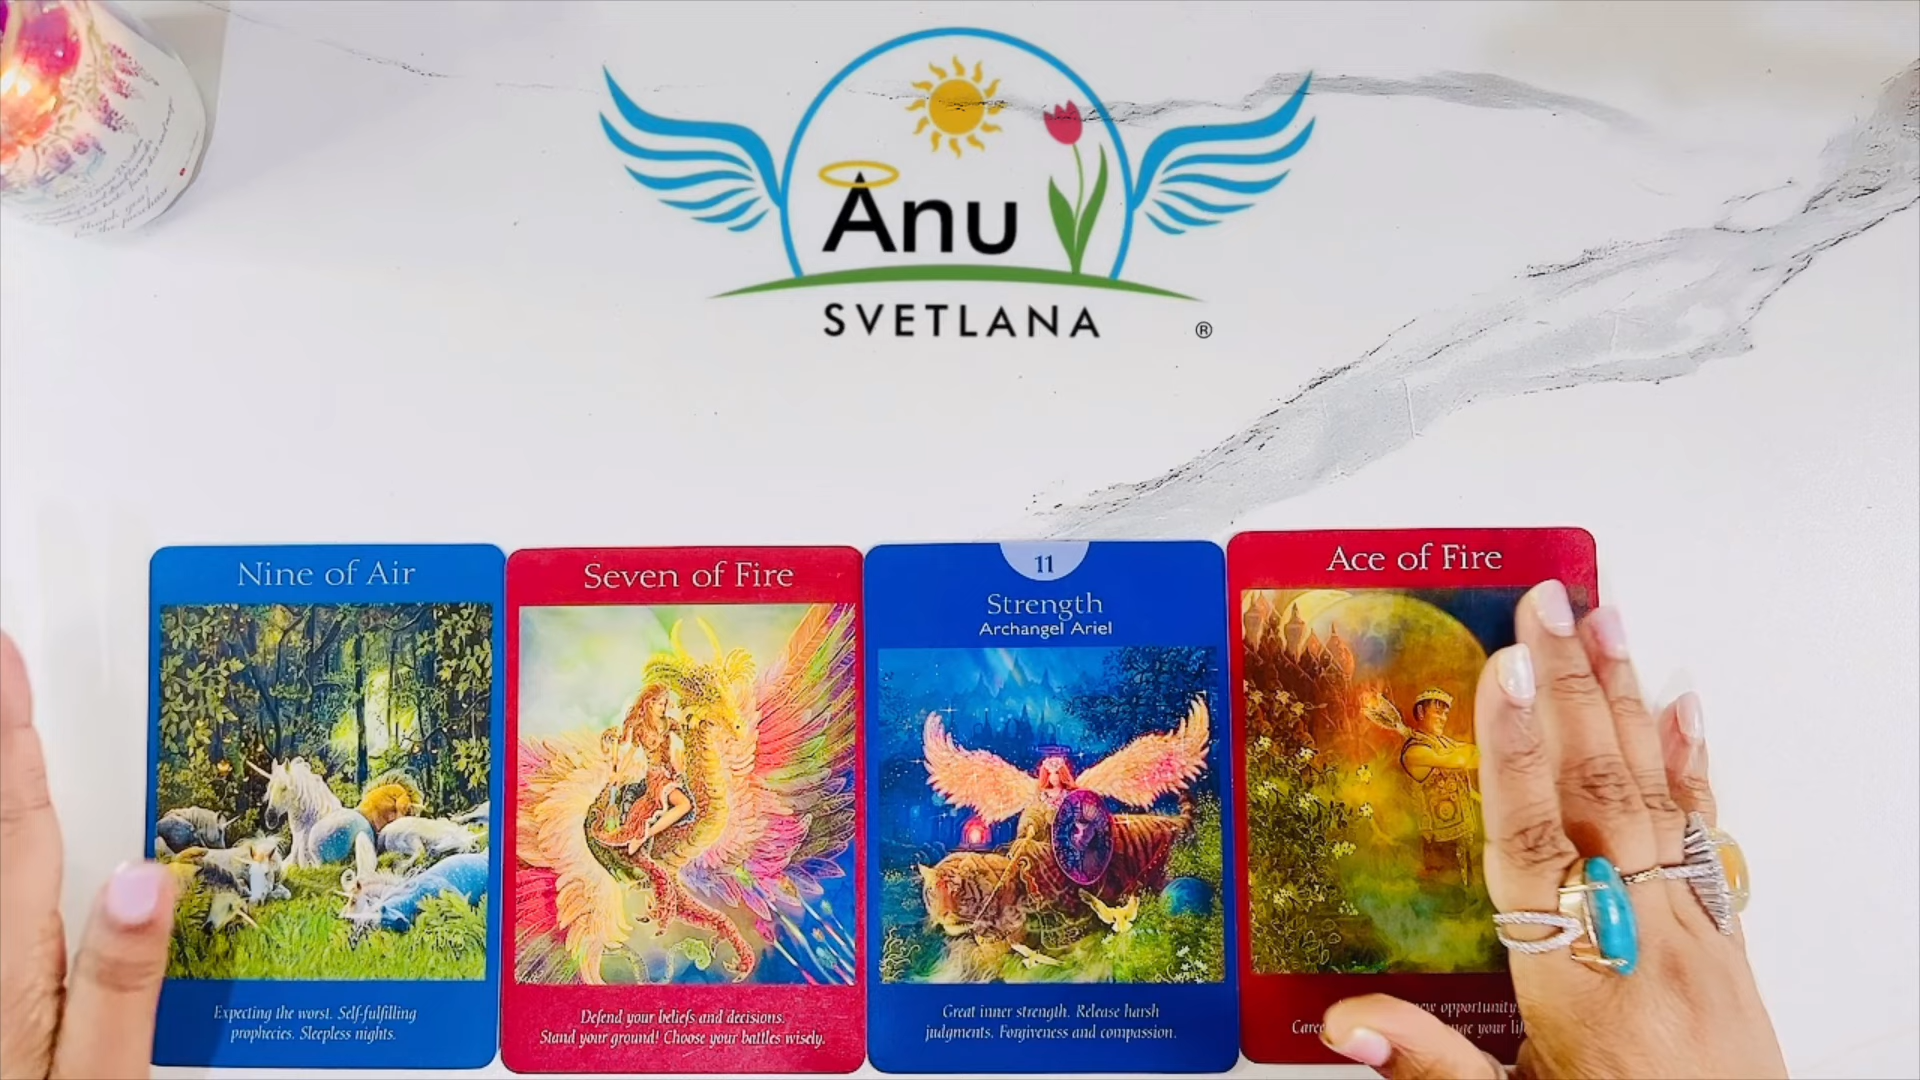 Anu
SVETLANA
®
Nine of Air
Expecting the worst. Self-fulfilling
prophecies. Sleepless nights.
Seven of Fire
Defend your beliefs and decisions.
Stand your ground! Choose your battles wisely.
11
Strength
Archangel Ariel
Great inner strength. Release harsh
judgments. Forgiveness and compassion.
Ace of Fire
new opportunity
your